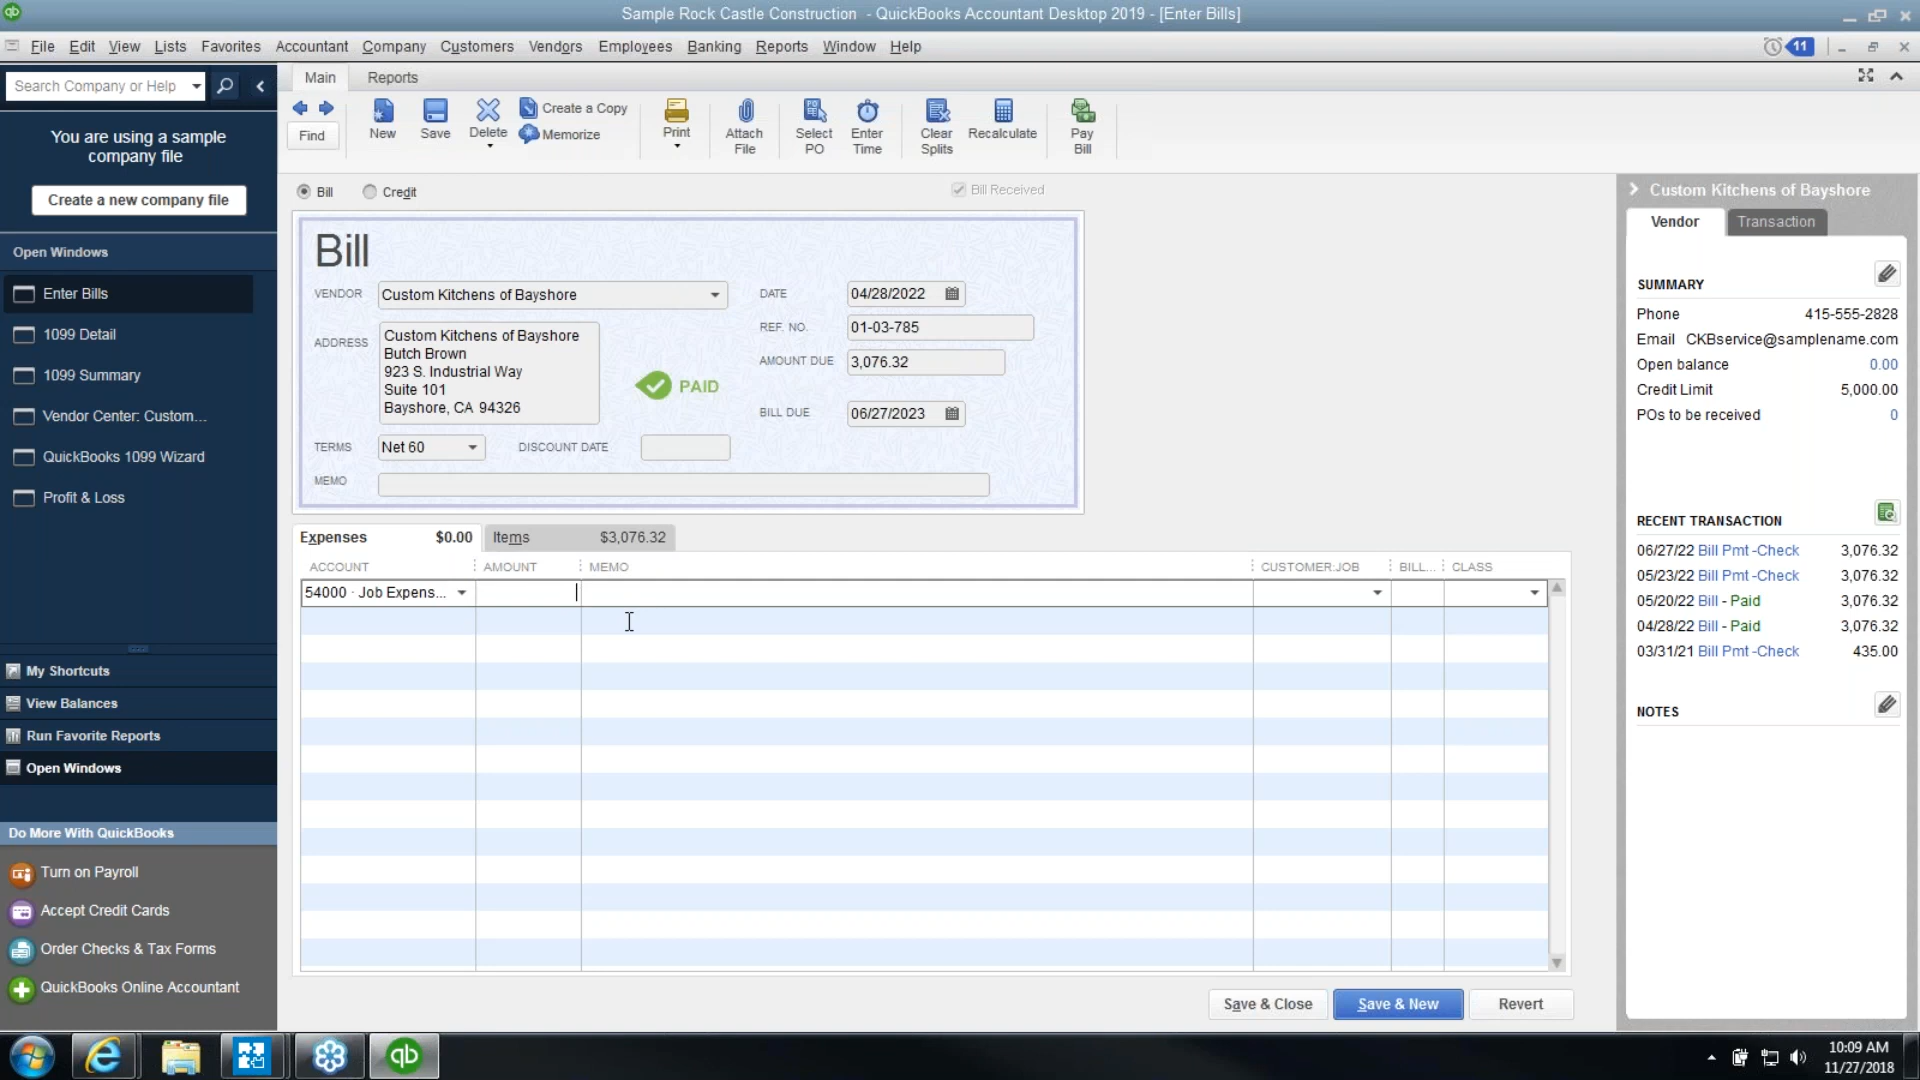 Sample Rock Castle Construction - QuickBooks Accountant Desktop 2019 - [Enter Bills]
File Edit View Lists Favorites Accountant Company Customers Vendors Employees Banking Reports Window Help
11
Search Company or Help
You are using a sample
company file
Create a new company file
Open Windows
Enter Bills
1099 Detail
1099 Summary
Vendor Center: Custom...
QuickBooks 1099 Wizard
Profit & Loss
My Shortcuts
View Balances
Run Favorite Reports
Open Windows
Do More With QuickBooks
Turn on Payroll
Accept Credit Cards
Order Checks & Tax Forms
QuickBooks Online Accountant
Main Reports
Find
New
Save
Delete
Create a Copy
Memorize
Print
Attach
File
Select
PO
Enter
Time
Clear
Splits
Recalculate
Pay
Bill
Bill Credit Bill Received
Bill
VENDOR Custom Kitchens of Bayshore
ADDRESS
Custom Kitchens of Bayshore
Butch Brown
923 S. Industrial Way
Suite 101
Bayshore, CA 94326
PAID
DATE 04/28/2022
REF. NO. 01-03-785
AMOUNT DUE 3,076.32
BILL DUE 06/27/2023
TERMS Net 60 DISCOUNT DATE
MEMO
Expenses $0.00 Items $3,076.32
ACCOUNT AMOUNT MEMO CUSTOMER:JOB BILL... CLASS
54000 · Job Expens...
Save & Close Save & New Revert
Custom Kitchens of Bayshore
Vendor Transaction
SUMMARY
Phone 415-555-2828
Email CKBservice@samplename.com
Open balance 0.00
Credit Limit 5,000.00
POs to be received 0
RECENT TRANSACTION
06/27/22 Bill Pmt -Check 3,076.32
05/23/22 Bill Pmt -Check 3,076.32
05/20/22 Bill - Paid 3,076.32
04/28/22 Bill - Paid 3,076.32
03/31/21 Bill Pmt -Check 435.00
NOTES
qb
10:09 AM
11/27/2018